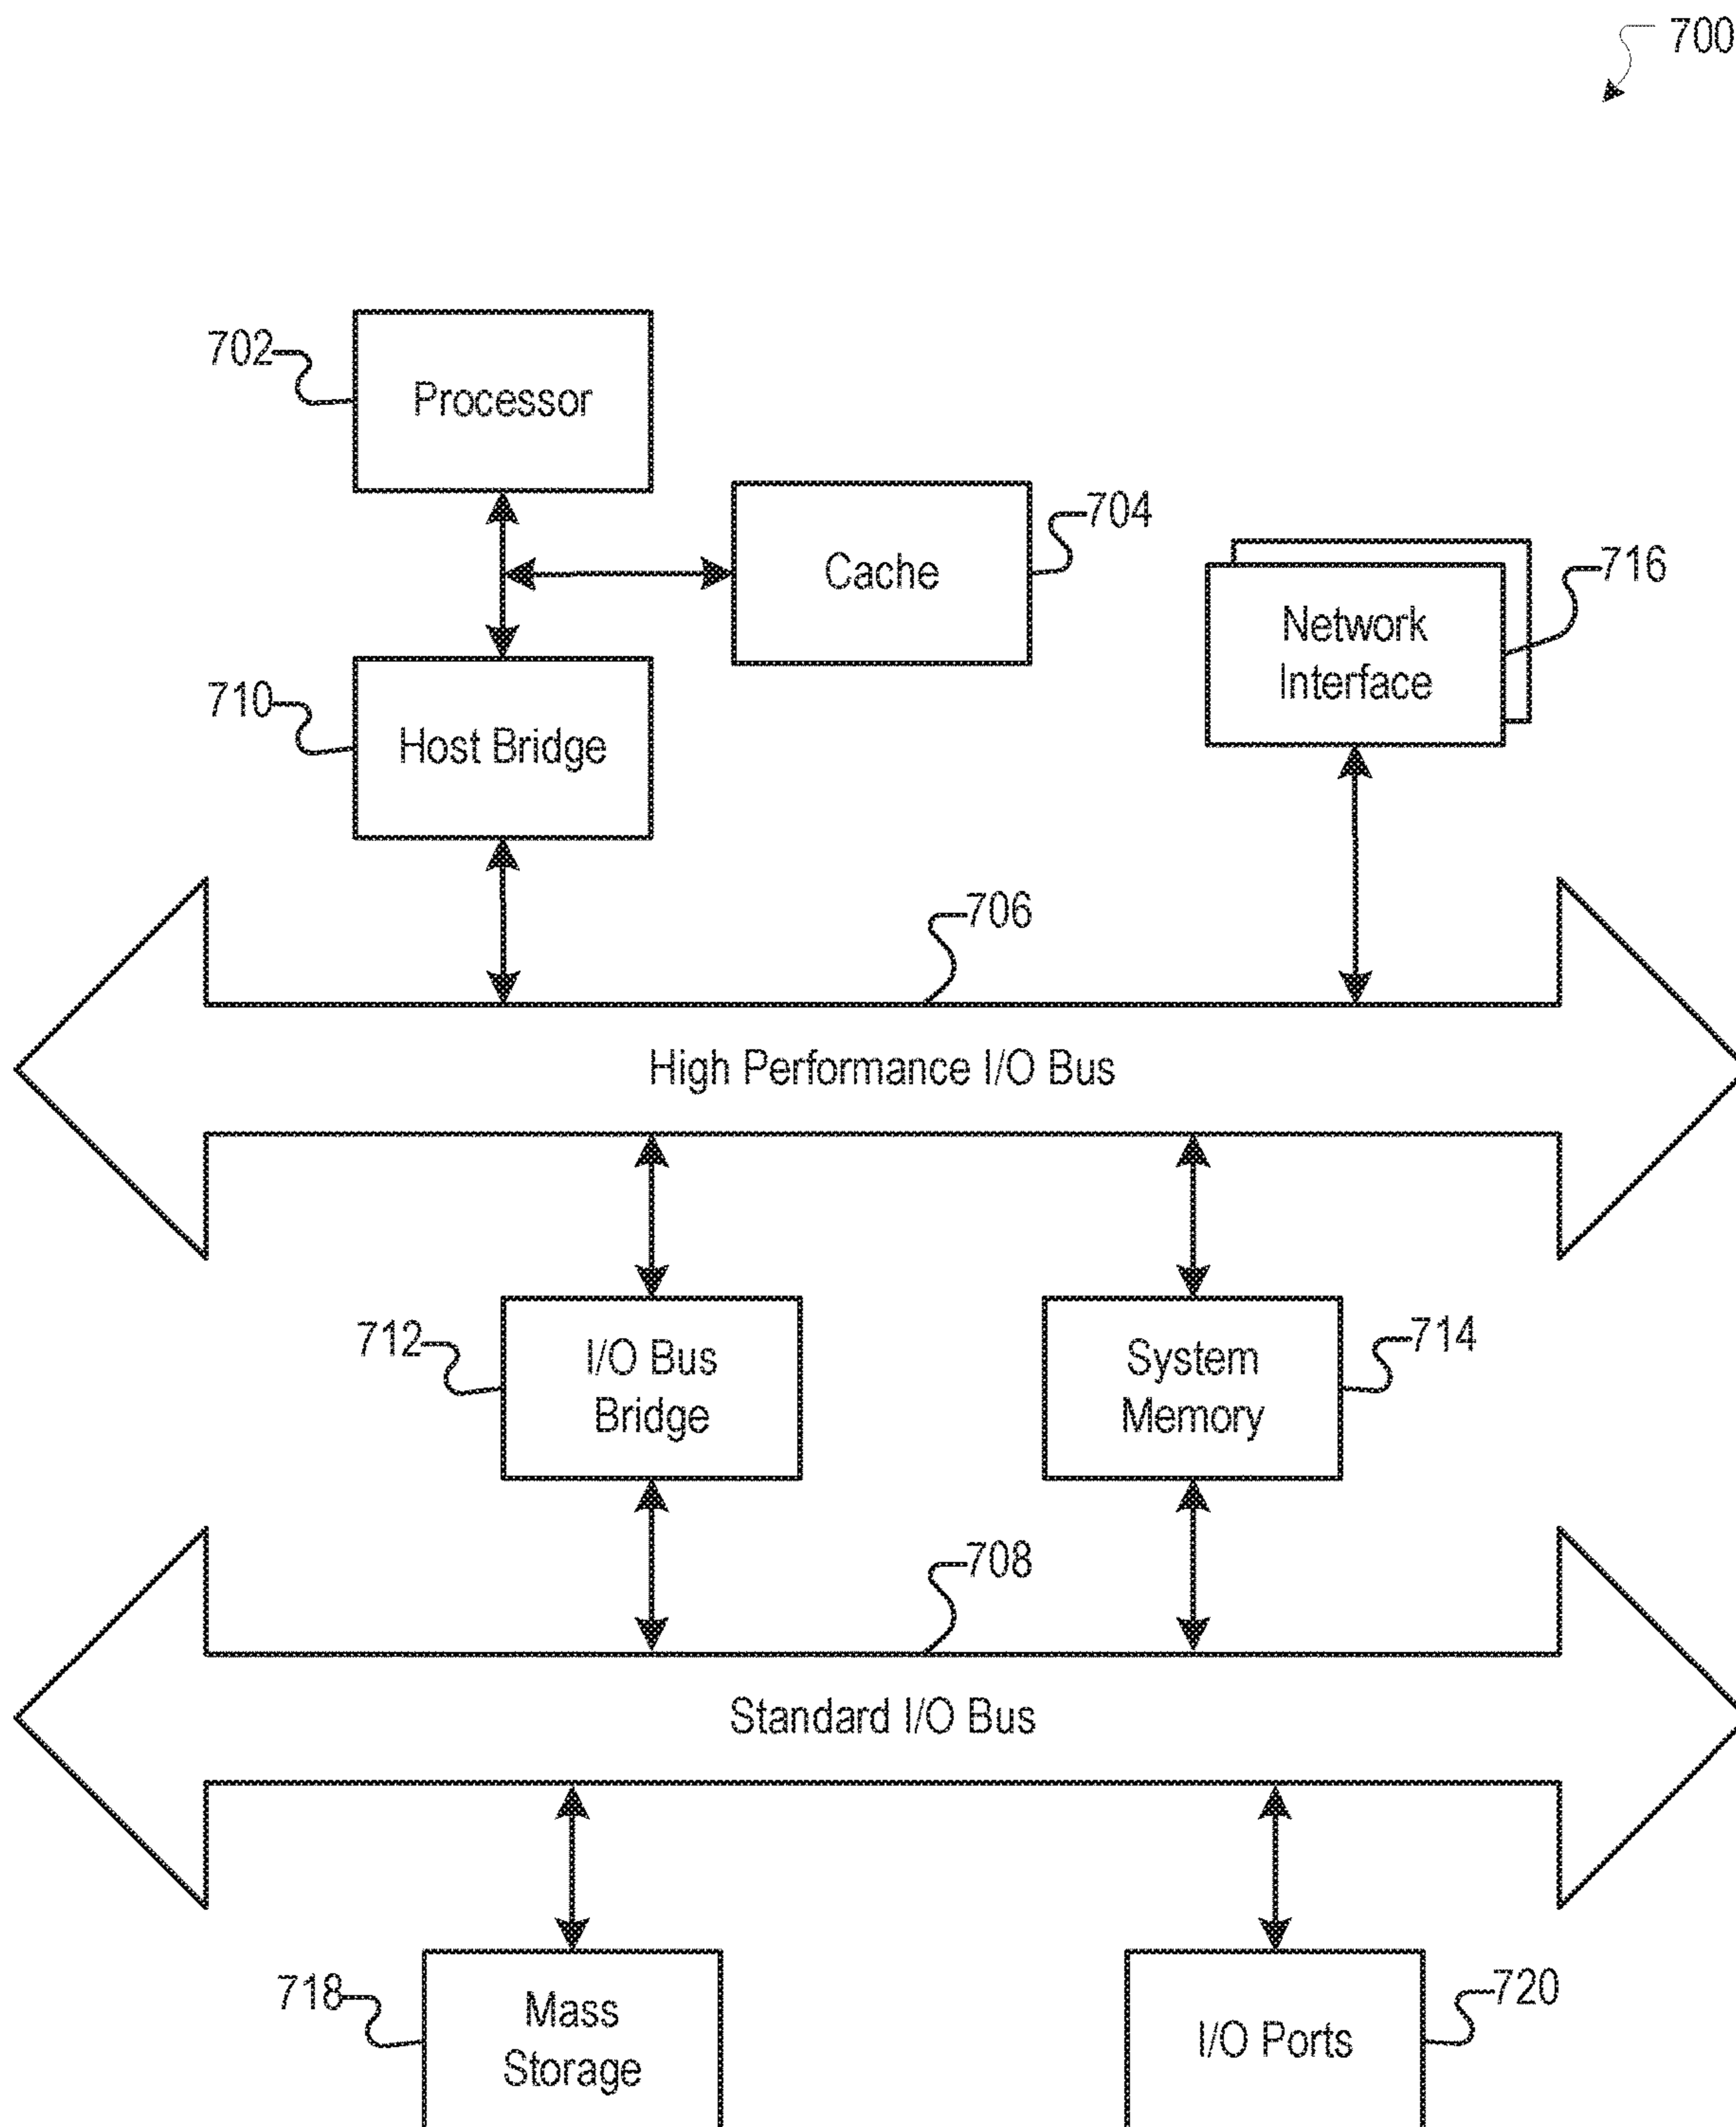 700
702
Processor
704
Cache
716
Network
Interface
710
Host Bridge
706
High Performance I/O Bus
712
I/O Bus
Bridge
714
System
Memory
708
Standard I/O Bus
718
Mass
Storage
720
I/O Ports